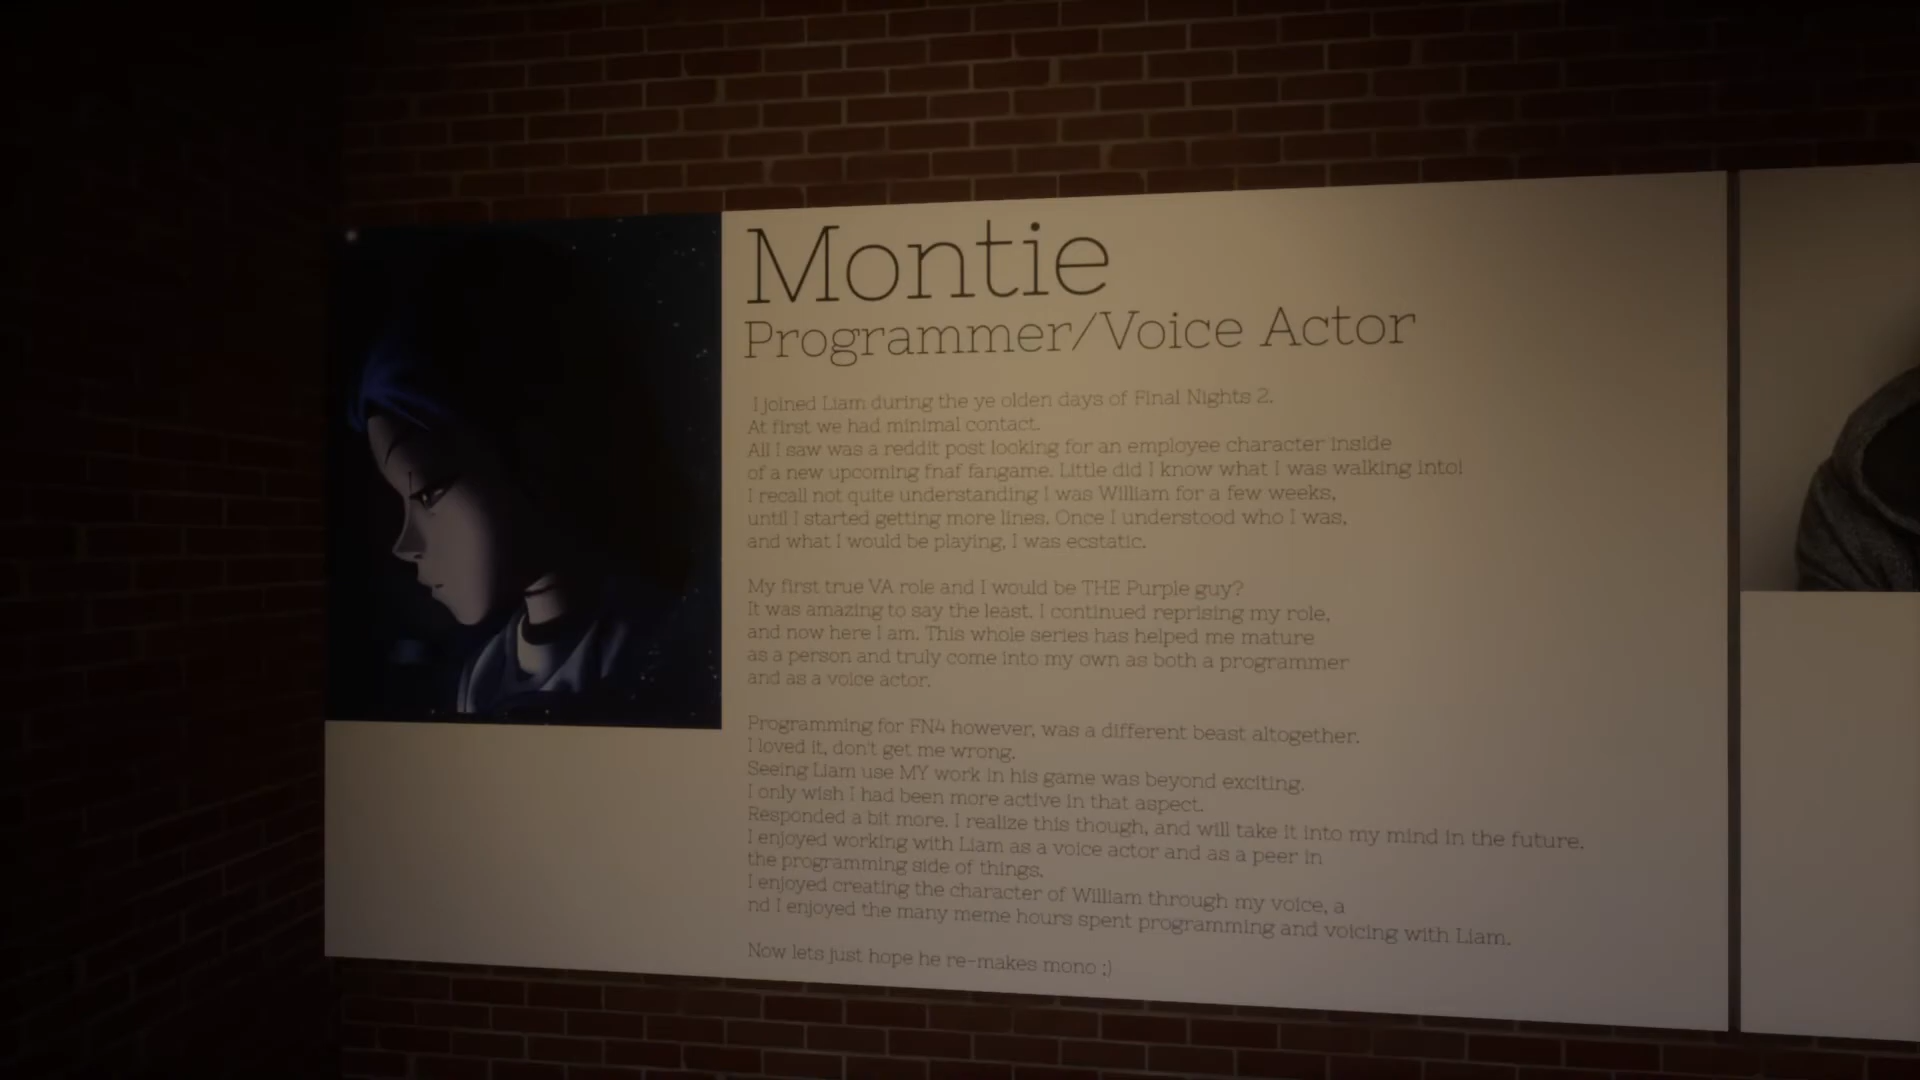 Montie
Programmer/Voice Actor
I joined Liam during the ye olden days of Final Nights 2.
At first we had minimal contact.
All I saw was a reddit post looking for an employee character inside
of a new upcoming fnaf fangame. Little did I know what I was walking into!
I recall not quite understanding I was William for a few weeks,
until I started getting more lines. Once I understood who I was,
and what I would be playing, I was ecstatic.
My first true VA role and I would be THE Purple guy?
It was amazing to say the least. I continued reprising my role,
and now here I am. This whole series has helped me mature
as a person and truly come into my own as both a programmer
and as a voice actor.
Programming for FN4 however, was a different beast altogether.
I loved it, don't get me wrong.
Seeing Liam use MY work in his game was beyond exciting.
I only wish I had been more active in that aspect.
Responded a bit more. I realize this though, and will take it into my mind in the future.
I enjoyed working with Liam as a voice actor and as a peer in
the programming side of things.
I enjoyed creating the character of William through my voice, a
nd I enjoyed the many meme hours spent programming and voicing with Liam.
Now lets just hope he re-makes mono ;)